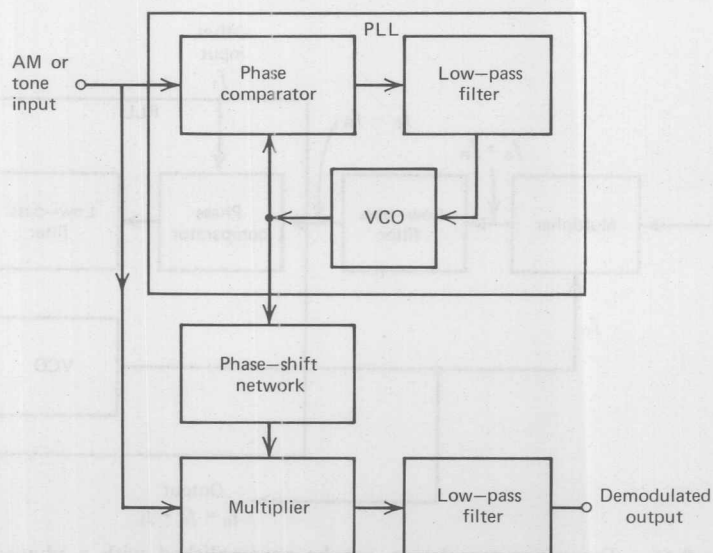 PLL
AM or
tone
input
Phase
comparator
Low–pass
filter
VCO
Phase–shift
network
Multiplier
Low–pass
filter
Demodulated
output